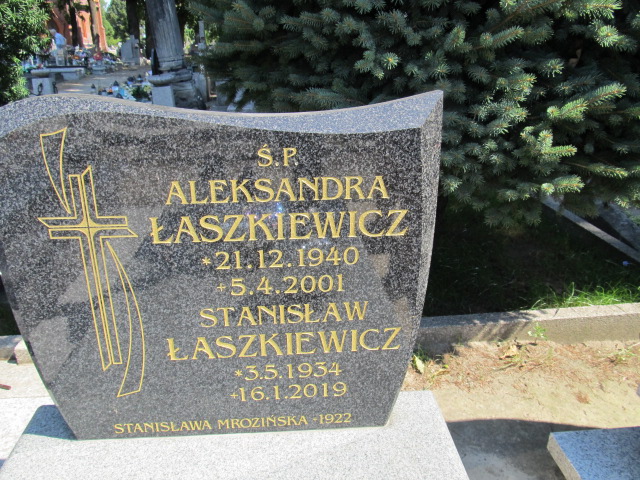 Ś.P.
ALEKSANDRA
ŁASZKIEWICZ
*21.12.1940
+5.4.2001
STANISŁAW
ŁASZKIEWICZ
*3.5.1934
+16.1.2019
STANISŁAWA MROZIŃSKA -1922